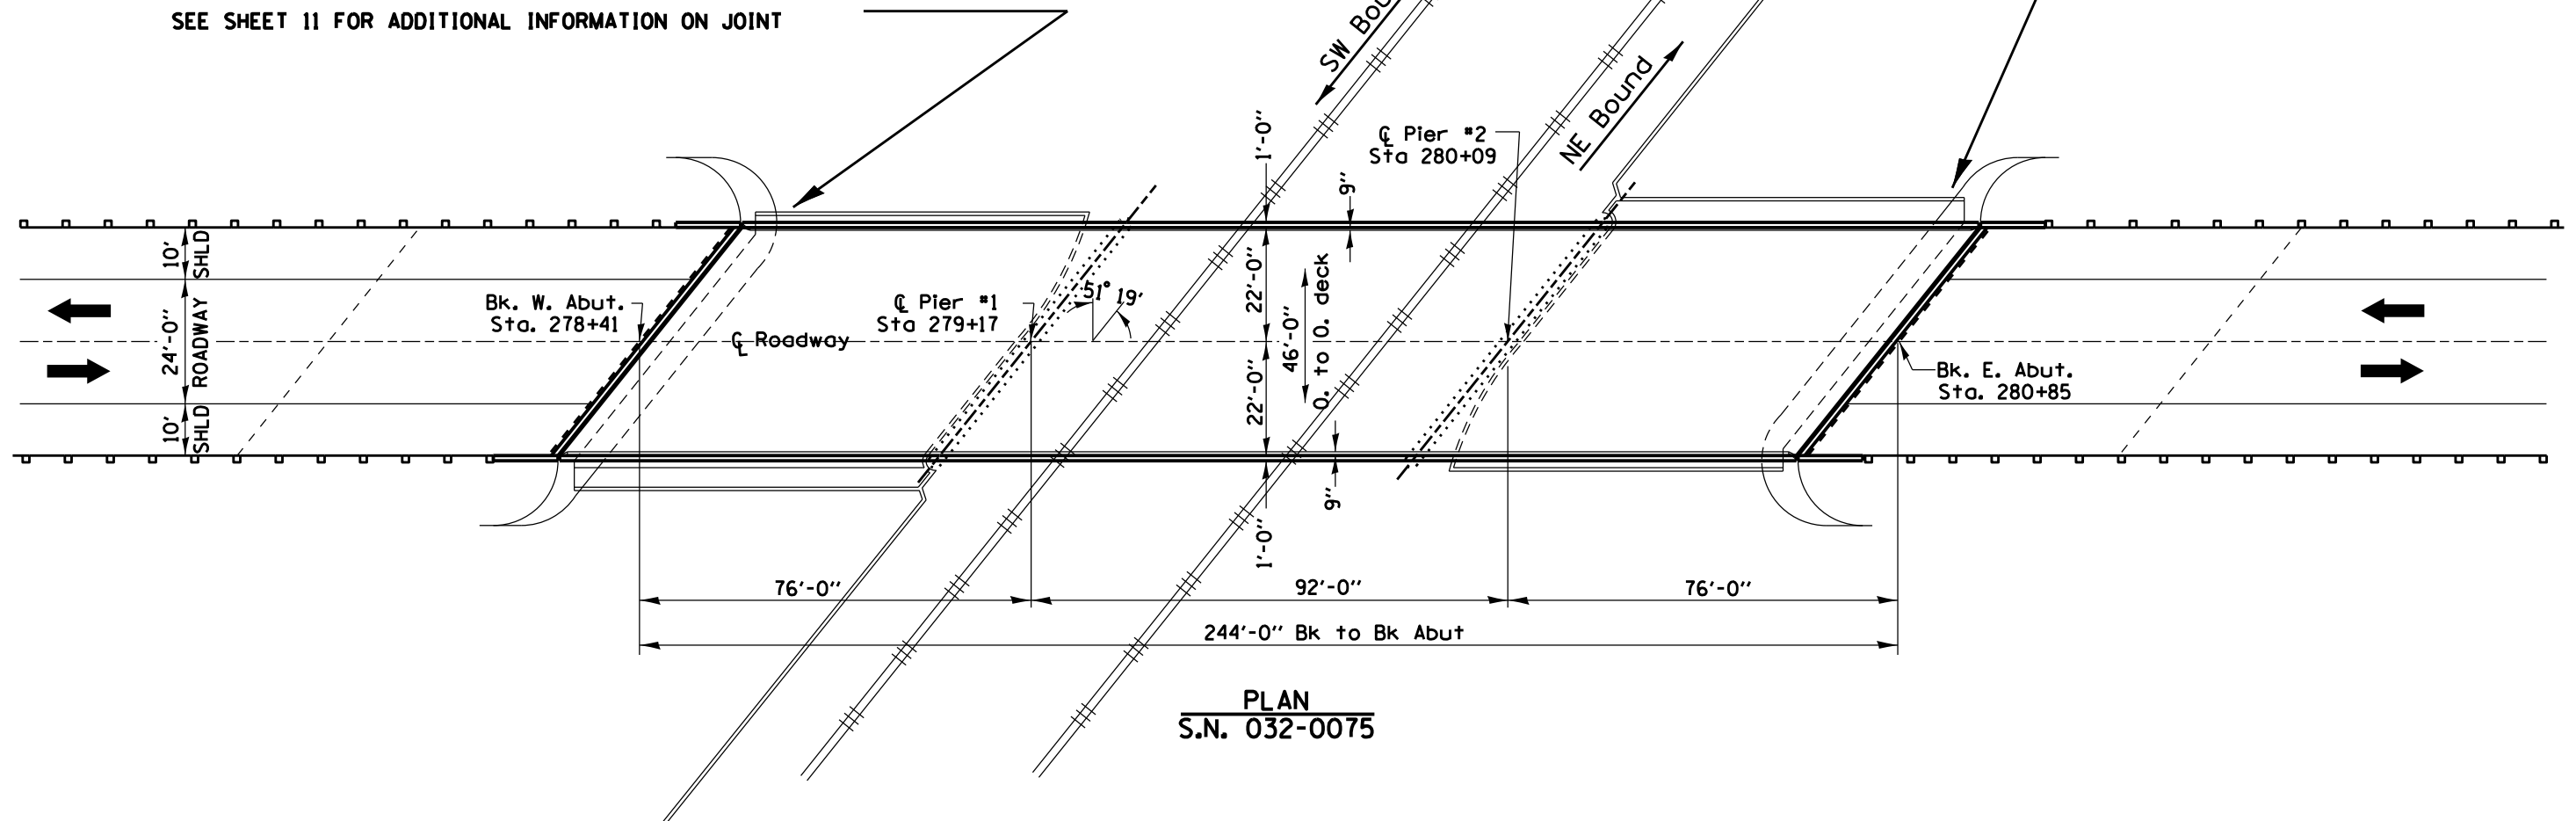 SEE SHEET 11 FOR ADDITIONAL INFORMATION ON JOINT
SW Bou
NE Bound
℄ Pier #2
Sta 280+09
1'-0"
9"
10'
SHLD
24'-0"
ROADWAY
10'
SHLD
Bk. W. Abut.
Sta. 278+41
℄ Roadway
℄ Pier #1
Sta 279+17
51° 19'
22'-0"
22'-0"
46'-0"
O. to O. deck
Bk. E. Abut.
Sta. 280+85
9"
1'-0"
76'-0"
92'-0"
76'-0"
244'-0" Bk to Bk Abut
PLAN
S.N. 032-0075